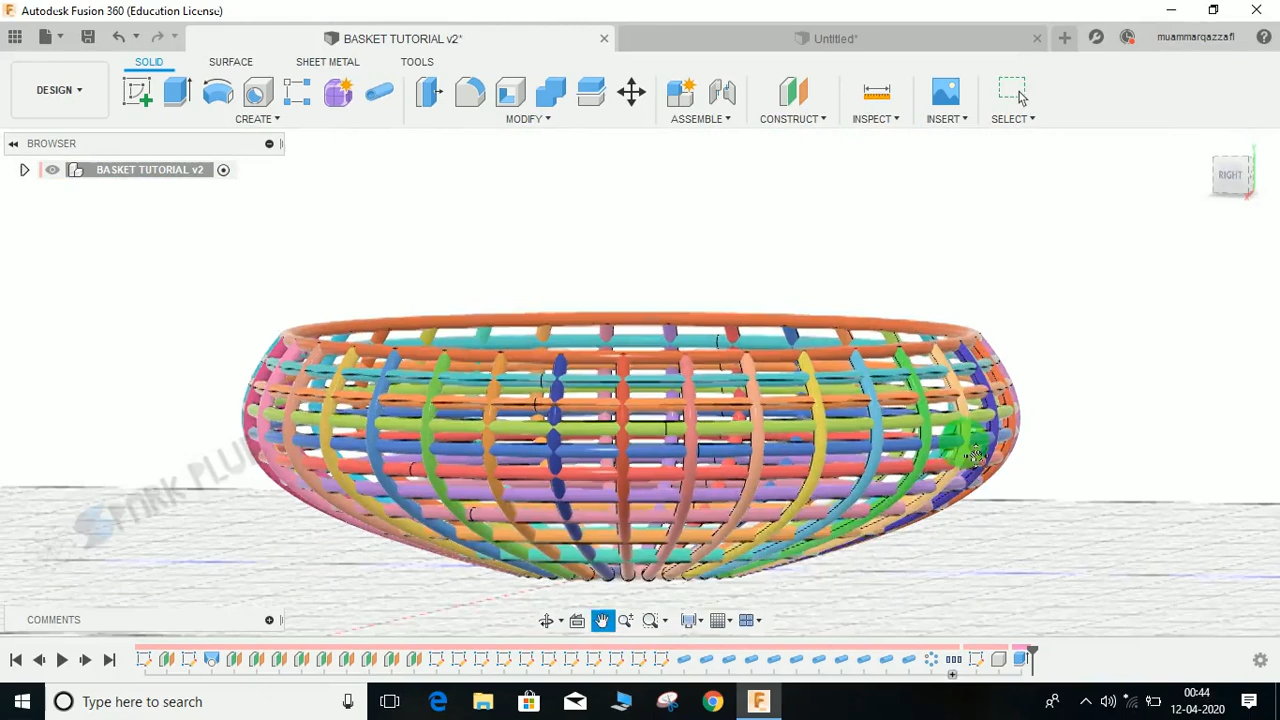 Autodesk Fusion 360 (Education License)
BASKET TUTORIAL v2*
Untitled*
muammarqazzafI
SOLID SURFACE SHEET METAL TOOLS
DESIGN
CREATE MODIFY ASSEMBLE CONSTRUCT INSPECT INSERT SELECT
BROWSER
BASKET TUTORIAL v2
RIGHT
SPARK PLUG
COMMENTS
Type here to search
00:44
12-04-2020